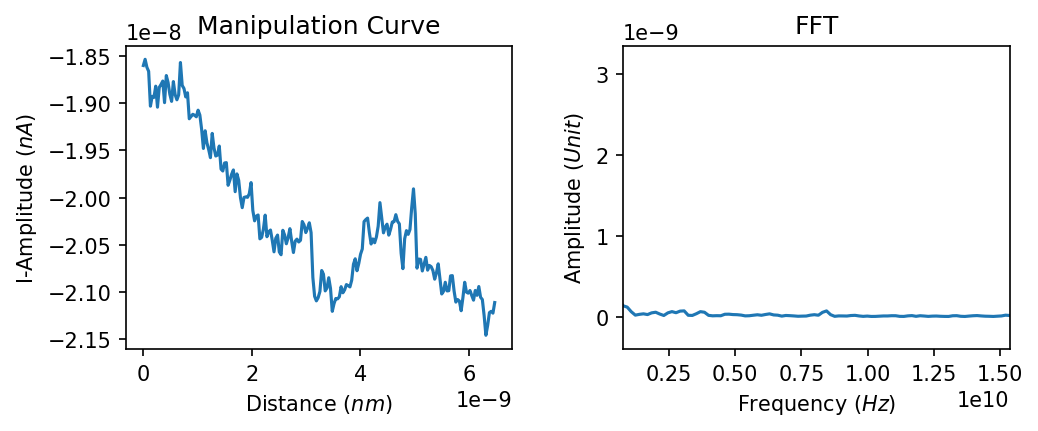 Manipulation Curve
1e−8
−1.85
−1.90
−1.95
−2.00
−2.05
−2.10
−2.15
I-Amplitude (nA)
0
2
4
6
1e−9
Distance (nm)
FFT
1e−9
3
2
1
0
Amplitude (Unit)
0.25
0.50
0.75
1.00
1.25
1.50
1e10
Frequency (Hz)